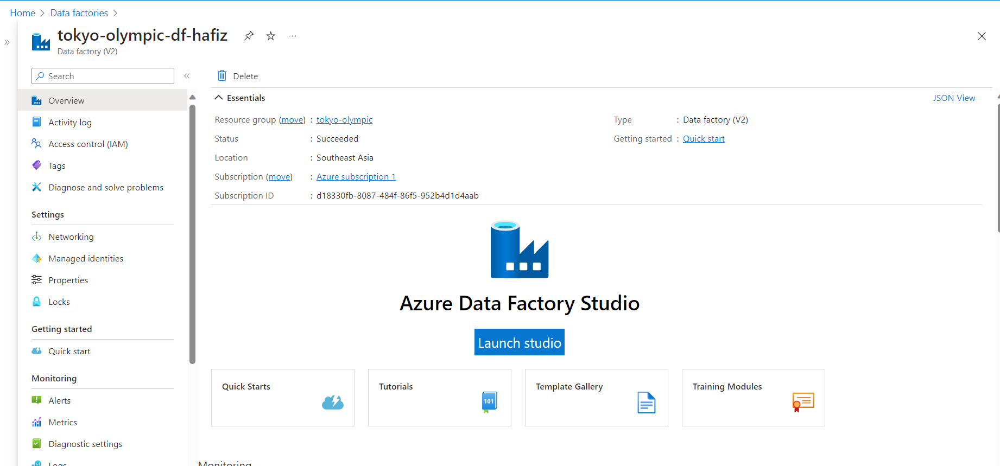 Home > Data factories >
tokyo-olympic-df-hafiz
Data factory (V2)
Search
Overview
Activity log
Access control (IAM)
Tags
Diagnose and solve problems
Settings
Networking
Managed identities
Properties
Locks
Getting started
Quick start
Monitoring
Alerts
Metrics
Diagnostic settings
Logs
Delete
Essentials
JSON View
Resource group (move) : tokyo-olympic
Status : Succeeded
Location : Southeast Asia
Subscription (move) : Azure subscription 1
Subscription ID : d18330fb-8087-484f-86f5-952b4d1d4aab
Type : Data factory (V2)
Getting started : Quick start
Azure Data Factory Studio
Launch studio
Quick Starts
Tutorials
101
Template Gallery
Training Modules
Monitoring